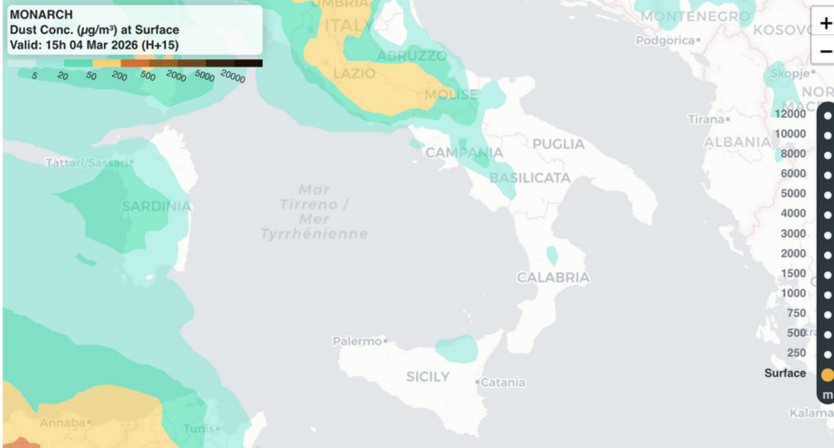 MONARCH
Dust Conc. (µg/m³) at Surface
Valid: 15h 04 Mar 2026 (H+15)
5 20 50 200 500 2000 5000 20000
UMBRIA
ITALY
ABRUZZO
LAZIO
MOLISE
MONTENEGRO
KOSOVO
Podgorica
Skopje
Tirana
ALBANIA
PUGLIA
CAMPANIA
BASILICATA
Tàttari/Sassari
SARDINIA
Mar
Tirreno /
Mer
Tyrrhénienne
CALABRIA
Palermo
SICILY
Catania
Annaba
Tunis
Kalama
+
−
12000
10000
8000
6000
5000
4000
3000
2000
1500
1000
750
500
250
Surface
m